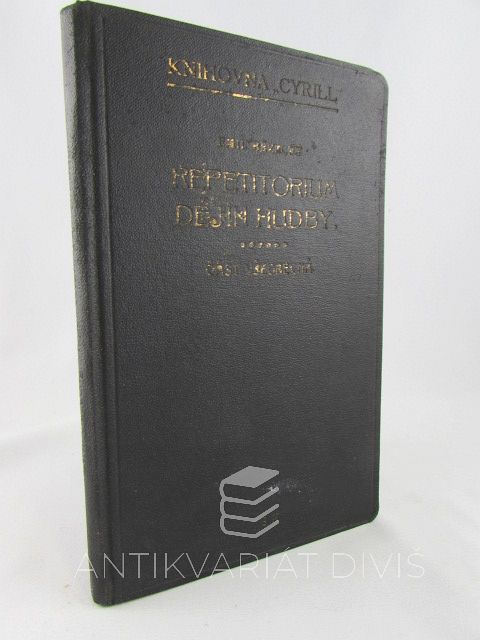 KNIHOVNA „CYRILL“
REPETITORIUM
DĚJIN HUDBY.
ČÁST VŠEOBECNÁ
ANTIKVARIÁT DIVIŠ